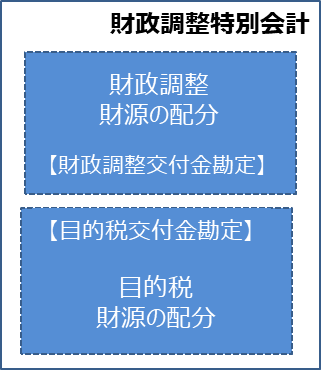 財政調整特別会計
財政調整
財源の配分
【財政調整交付金勘定】
【目的税交付金勘定】
目的税
財源の配分